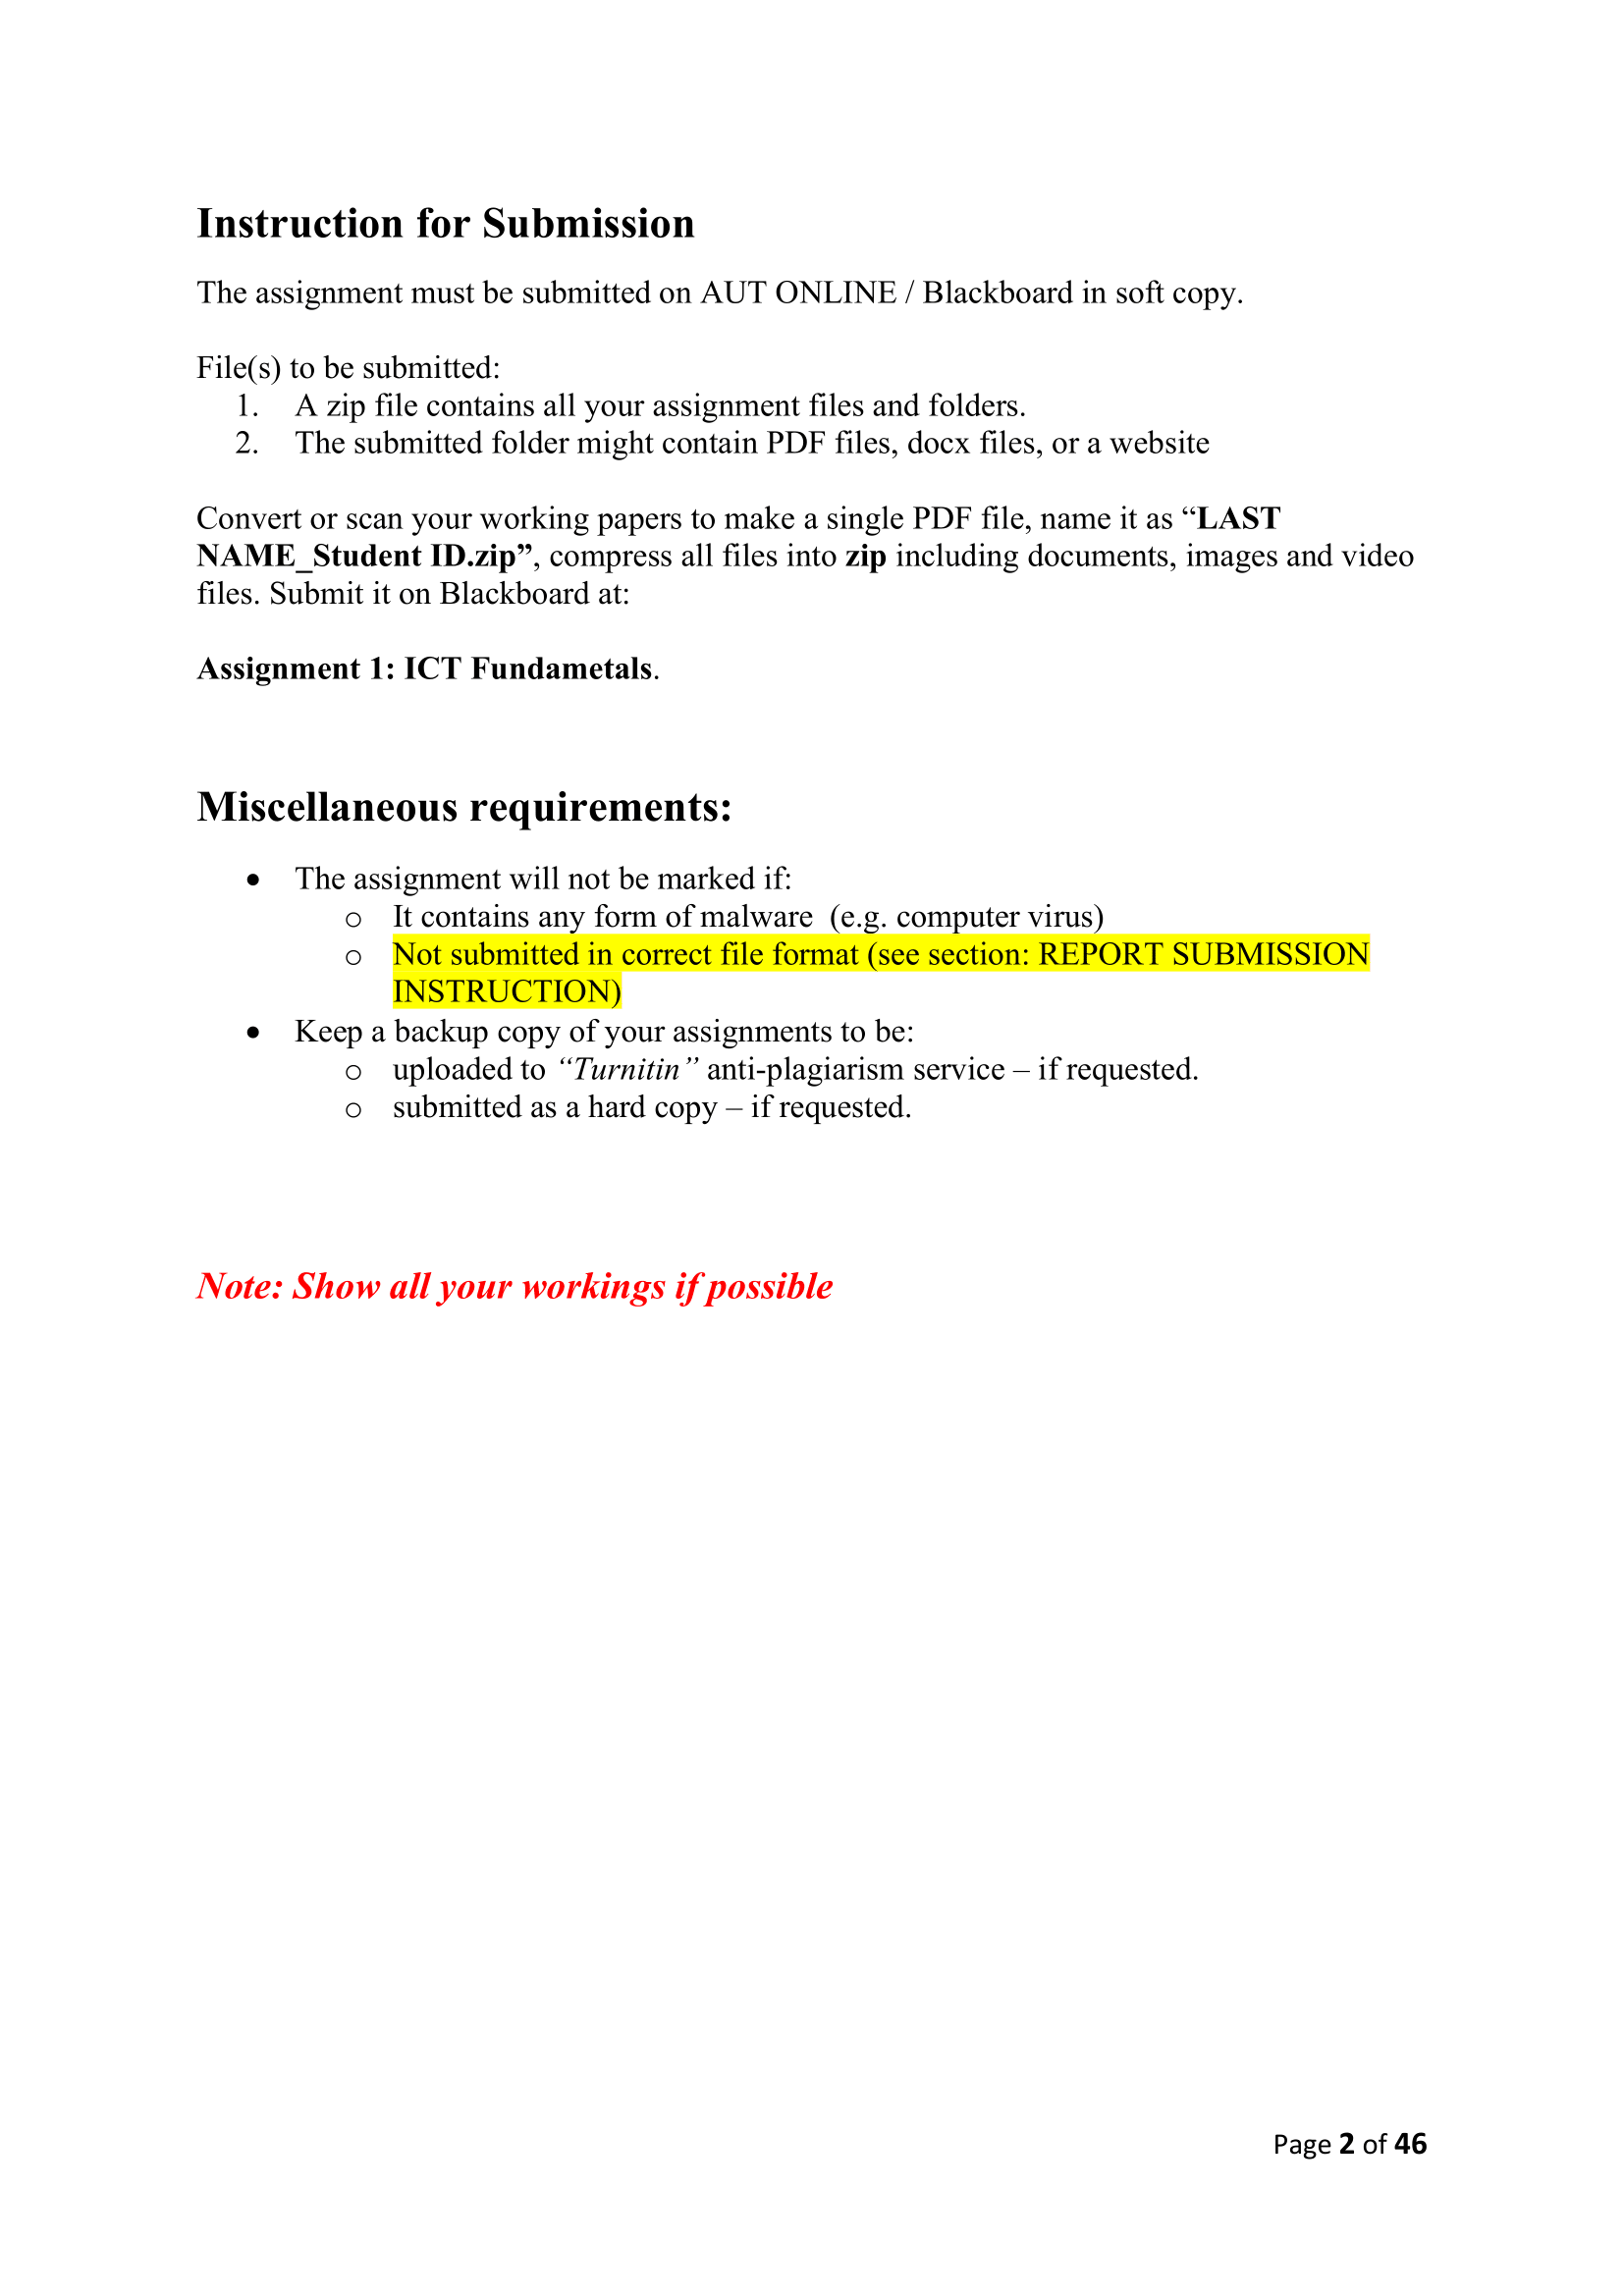 Instruction for Submission
The assignment must be submitted on AUT ONLINE / Blackboard in soft copy.
File(s) to be submitted:
1. A zip file contains all your assignment files and folders.
2. The submitted folder might contain PDF files, docx files, or a website
Convert or scan your working papers to make a single PDF file, name it as “LAST
NAME_Student ID.zip”, compress all files into zip including documents, images and video
files. Submit it on Blackboard at:
Assignment 1: ICT Fundametals.
Miscellaneous requirements:
• The assignment will not be marked if:
o It contains any form of malware (e.g. computer virus)
o Not submitted in correct file format (see section: REPORT SUBMISSION
INSTRUCTION)
• Keep a backup copy of your assignments to be:
o uploaded to “Turnitin” anti-plagiarism service – if requested.
o submitted as a hard copy – if requested.
Note: Show all your workings if possible
Page 2 of 46